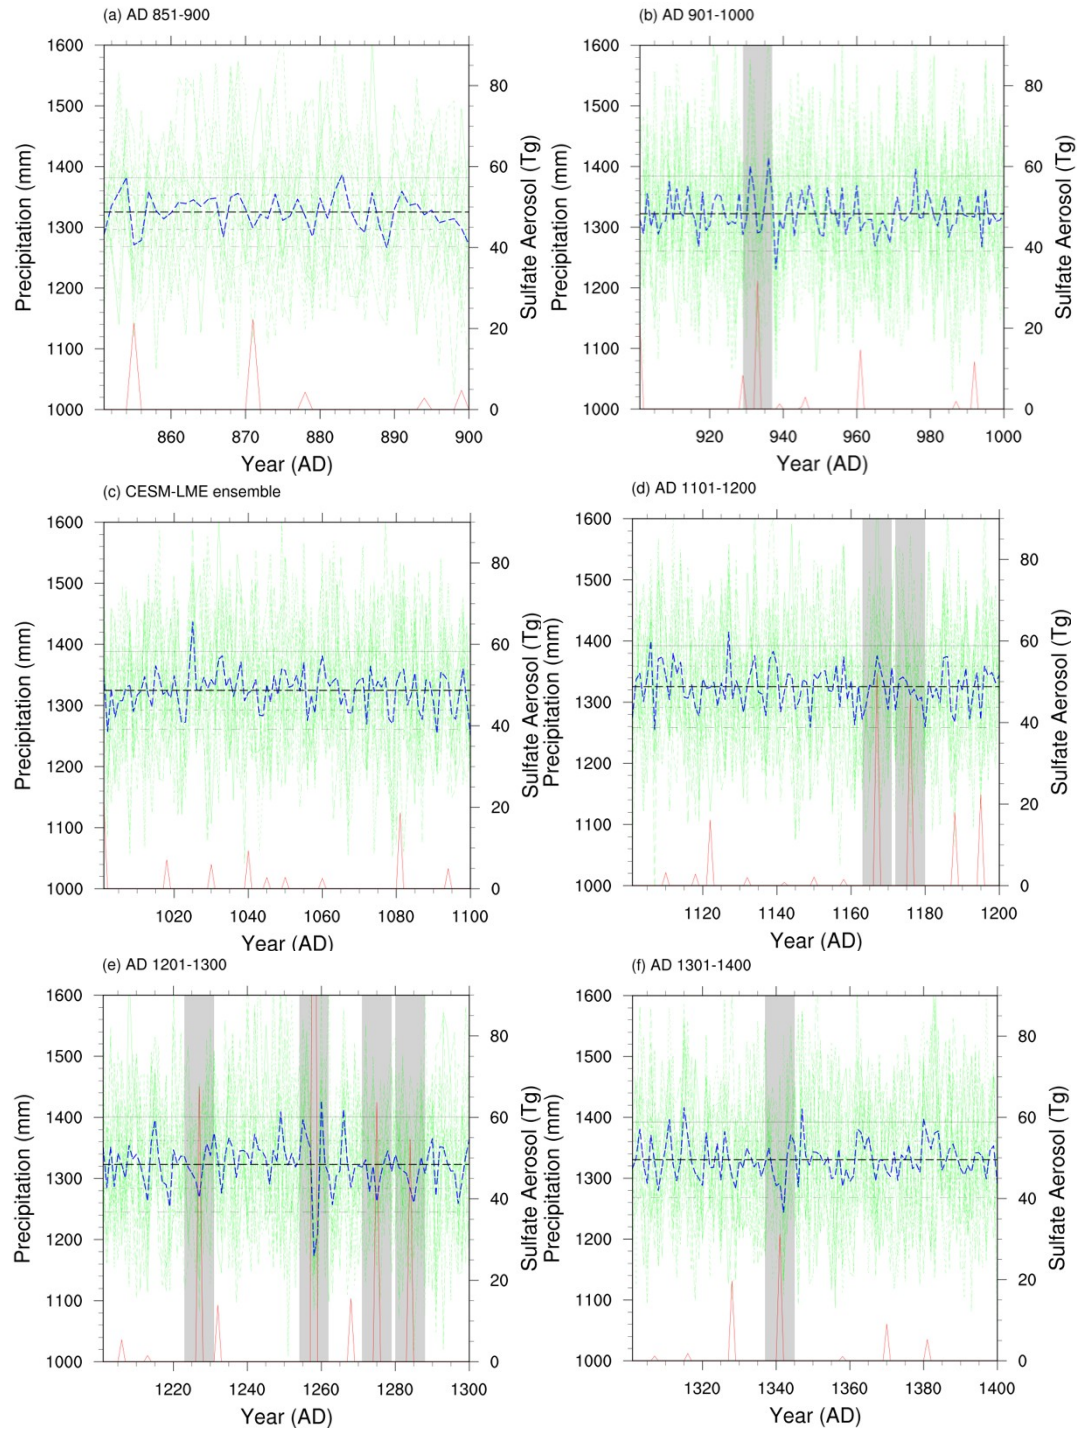 (a) AD 851-900
1600
1500
1400
1300
1200
1100
1000
Precipitation (mm)
80
60
40
20
0
Sulfate Aerosol (Tg)
860 870 880 890 900
Year (AD)
(b) AD 901-1000
1600
1500
1400
1300
1200
1100
1000
Precipitation (mm)
80
60
40
20
0
Sulfate Aerosol (Tg)
920 940 960 980 1000
Year (AD)
(c) CESM-LME ensemble
1600
1500
1400
1300
1200
1100
1000
Precipitation (mm)
80
60
40
20
0
Sulfate Aerosol (Tg)
1020 1040 1060 1080 1100
Year (AD)
(d) AD 1101-1200
1600
1500
1400
1300
1200
1100
1000
Precipitation (mm)
80
60
40
20
0
Sulfate Aerosol (Tg)
1120 1140 1160 1180 1200
Year (AD)
(e) AD 1201-1300
1600
1500
1400
1300
1200
1100
1000
Precipitation (mm)
80
60
40
20
0
Sulfate Aerosol (Tg)
1220 1240 1260 1280 1300
Year (AD)
(f) AD 1301-1400
1600
1500
1400
1300
1200
1100
1000
Precipitation (mm)
80
60
40
20
0
Sulfate Aerosol (Tg)
1320 1340 1360 1380 1400
Year (AD)